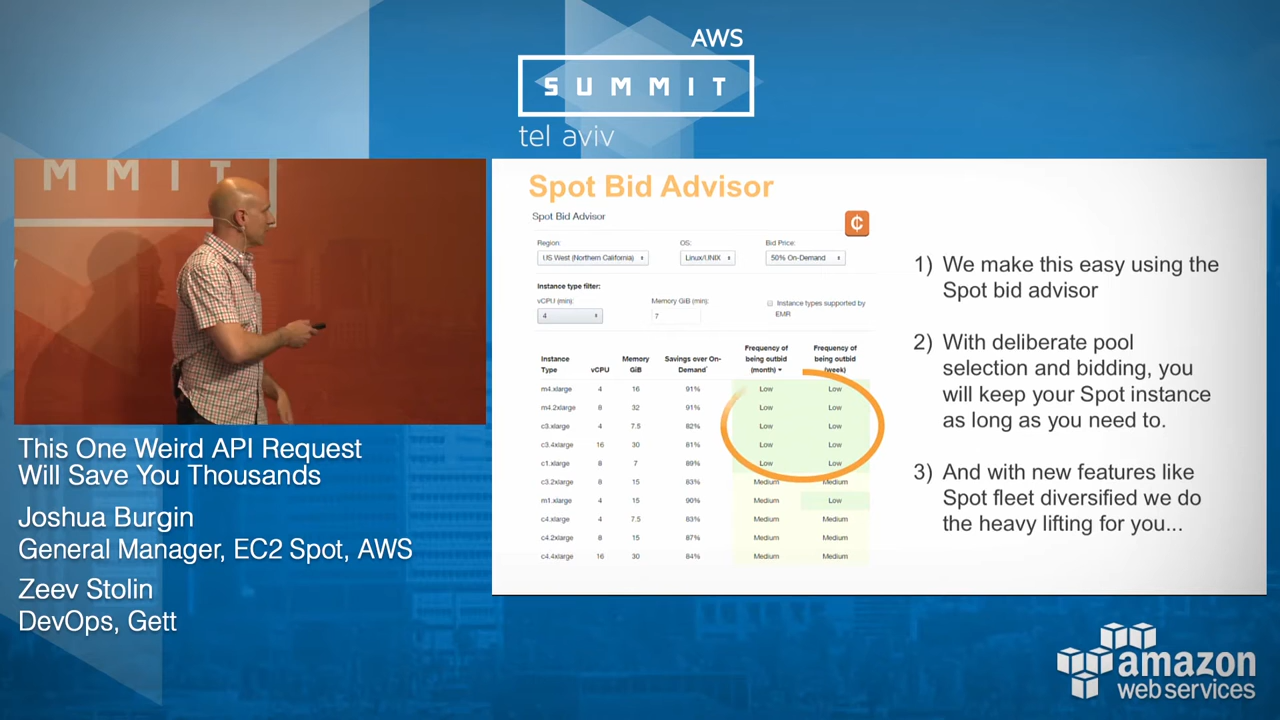 AWS
SUMMIT
tel aviv
MMIT
This One Weird API Request
Will Save You Thousands
Joshua Burgin
General Manager, EC2 Spot, AWS
Zeev Stolin
DevOps, Gett
Spot Bid Advisor
Spot Bid Advisor
¢
Region: OS: Bid Price:
US West (Northern California) Linux/UNIX 50% On-Demand
Instance type filter:
vCPU (min): Memory GiB (min):
4 7
Instance types supported by
EMR
Instance Type vCPU Memory GiB Savings over On-Demand* Frequency of being outbid (month) Frequency of being outbid (week)
m4.xlarge 4 16 91% Low Low
m4.2xlarge 8 32 91% Low Low
c3.xlarge 4 7.5 82% Low Low
c3.4xlarge 16 30 81% Low Low
c1.xlarge 8 7 89% Low Low
c3.2xlarge 8 15 83% Medium Medium
m1.xlarge 4 15 90% Medium Low
c4.xlarge 4 7.5 83% Medium Medium
c4.2xlarge 8 15 87% Medium Medium
c4.4xlarge 16 30 84% Medium Medium
1) We make this easy using the
Spot bid advisor
2) With deliberate pool
selection and bidding, you
will keep your Spot instance
as long as you need to.
3) And with new features like
Spot fleet diversified we do
the heavy lifting for you...
amazon
web services